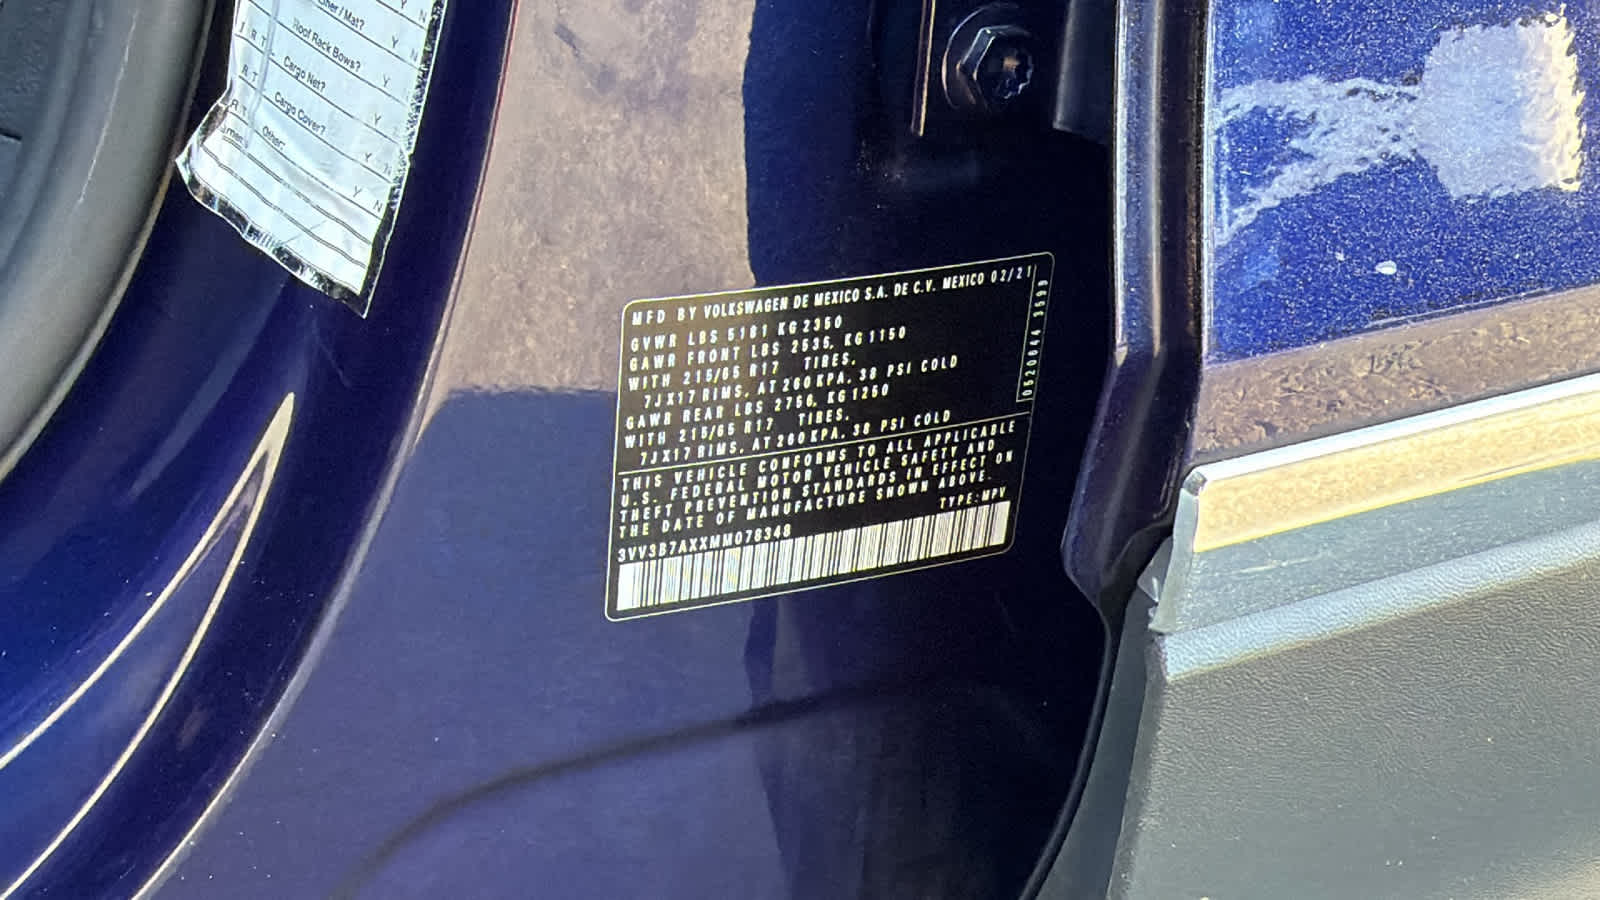 her / Mat? Y N
Roof Rack Bows? Y N
R T Cargo Net? Y
R T Cargo Cover? Y N
Other: Y N
MFD BY VOLKSWAGEN DE MEXICO S.A. DE C.V. MEXICO 02/21
GVWR LBS 5181 KG 2350
GAWR FRONT LBS 2535, KG 1150
WITH 215/65 R17 TIRES,
7JX17 RIMS, AT 260 KPA, 38 PSI COLD
GAWR REAR LBS 2756, KG 1250
WITH 215/65 R17 TIRES,
7JX17 RIMS, AT 260 KPA, 38 PSI COLD
0520644 3599
THIS VEHICLE CONFORMS TO ALL APPLICABLE
U.S. FEDERAL MOTOR VEHICLE SAFETY AND
THEFT PREVENTION STANDARDS IN EFFECT ON
THE DATE OF MANUFACTURE SHOWN ABOVE.
TYPE: MPV
3VV3B7AXXMM078348